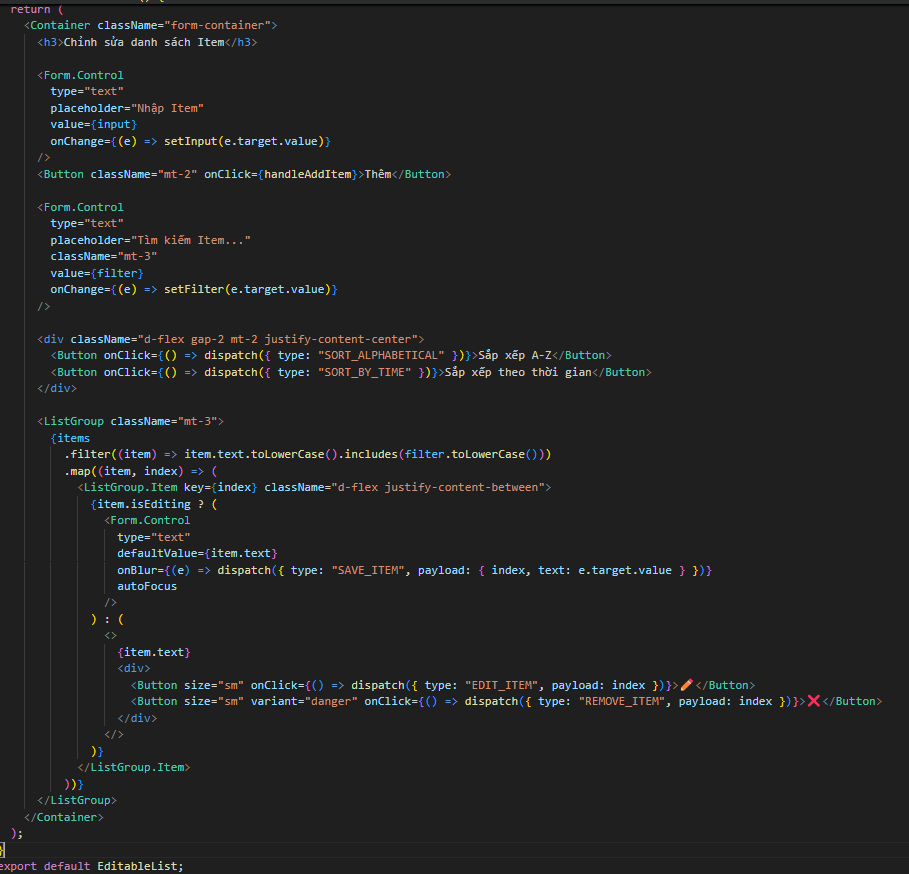 return (
<Container className="form-container">
<h3>Chỉnh sửa danh sách Item</h3>
<Form.Control
type="text"
placeholder="Nhập Item"
value={input}
onChange={(e) => setInput(e.target.value)}
/>
<Button className="mt-2" onClick={handleAddItem}>Thêm</Button>
<Form.Control
type="text"
placeholder="Tìm kiếm Item..."
className="mt-3"
value={filter}
onChange={(e) => setFilter(e.target.value)}
/>
<div className="d-flex gap-2 mt-2 justify-content-center">
<Button onClick={() => dispatch({ type: "SORT_ALPHABETICAL" })}>Sắp xếp A-Z</Button>
<Button onClick={() => dispatch({ type: "SORT_BY_TIME" })}>Sắp xếp theo thời gian</Button>
</div>
<ListGroup className="mt-3">
{items
.filter((item) => item.text.toLowerCase().includes(filter.toLowerCase()))
.map((item, index) => (
<ListGroup.Item key={index} className="d-flex justify-content-between">
{item.isEditing ? (
<Form.Control
type="text"
defaultValue={item.text}
onBlur={(e) => dispatch({ type: "SAVE_ITEM", payload: { index, text: e.target.value } })}
autoFocus
/>
) : (
<>
{item.text}
<div>
<Button size="sm" onClick={() => dispatch({ type: "EDIT_ITEM", payload: index })}>✏️</Button>
<Button size="sm" variant="danger" onClick={() => dispatch({ type: "REMOVE_ITEM", payload: index })}>❌</Button>
</div>
</>
)}
</ListGroup.Item>
))}
</ListGroup>
</Container>
);
}
export default EditableList;